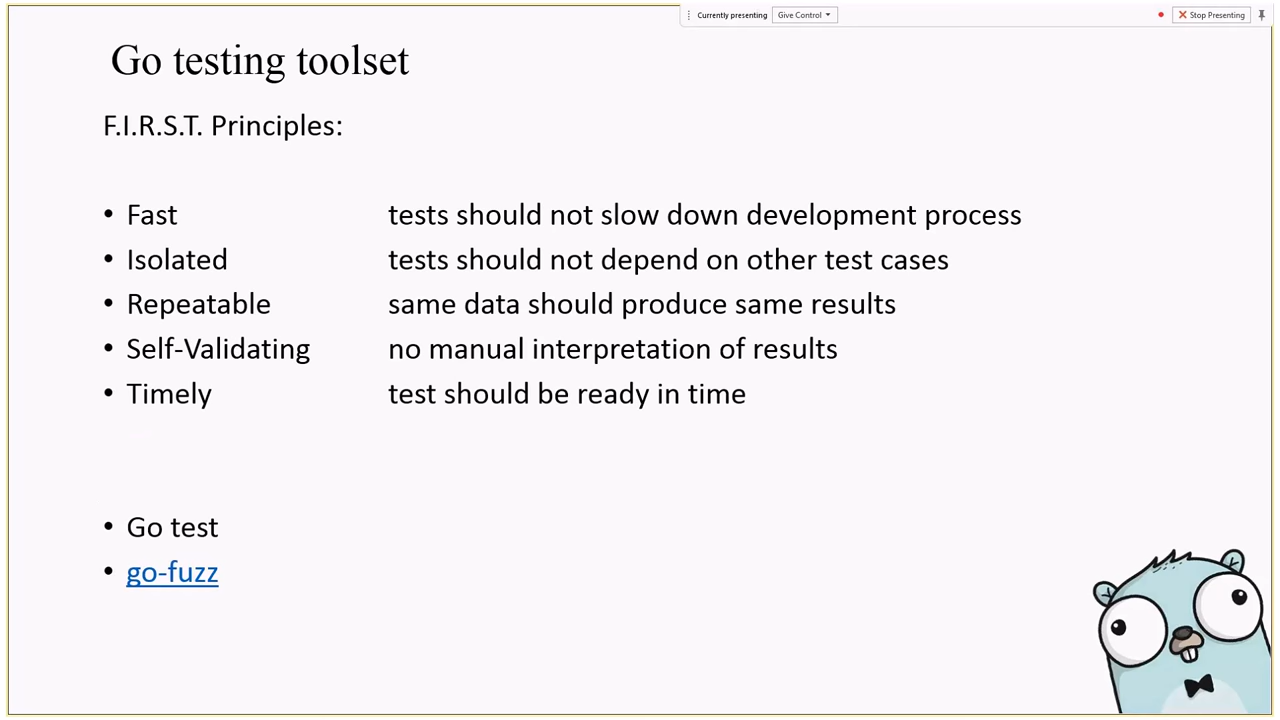 Currently presenting Give Control Stop Presenting
Go testing toolset
F.I.R.S.T. Principles:
• Fast tests should not slow down development process
• Isolated tests should not depend on other test cases
• Repeatable same data should produce same results
• Self-Validating no manual interpretation of results
• Timely test should be ready in time
• Go test
• go-fuzz